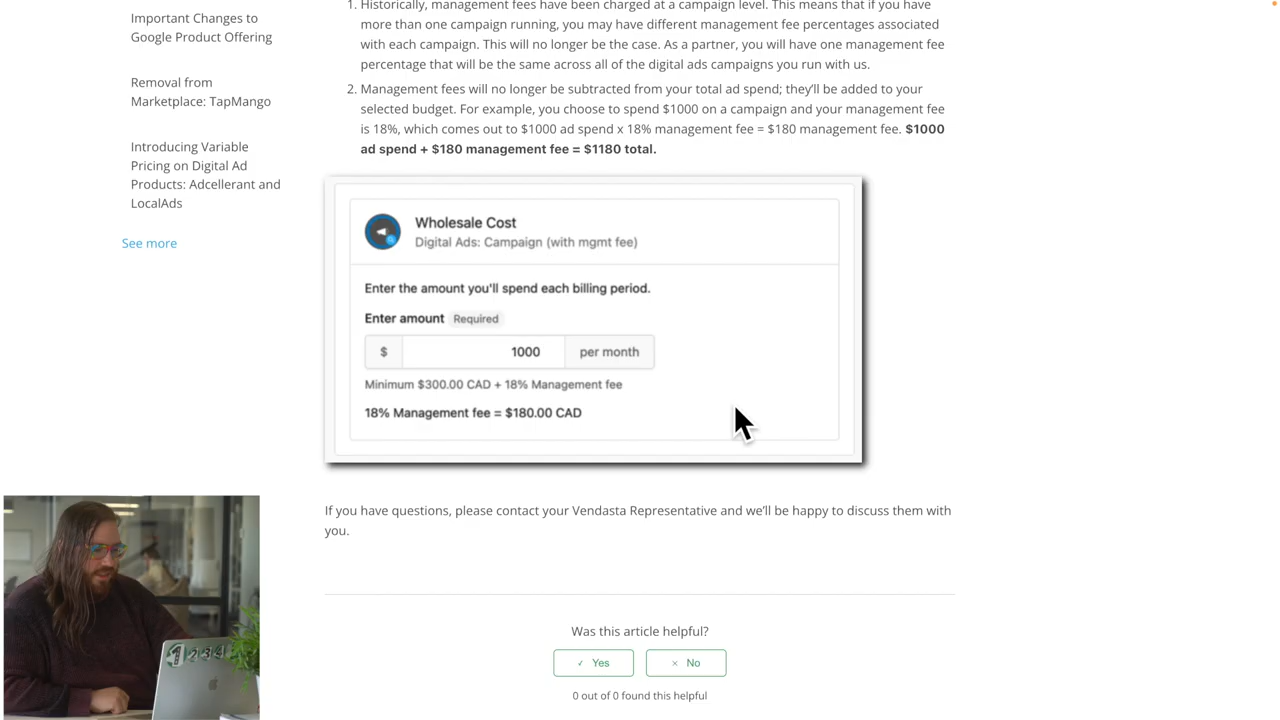 Important Changes to
Google Product Offering
Removal from
Marketplace: TapMango
Introducing Variable
Pricing on Digital Ad
Products: Adcellerant and
LocalAds
See more
1. Historically, management fees have been charged at a campaign level. This means that if you have
more than one campaign running, you may have different management fee percentages associated
with each campaign. This will no longer be the case. As a partner, you will have one management fee
percentage that will be the same across all of the digital ads campaigns you run with us.
2. Management fees will no longer be subtracted from your total ad spend; they'll be added to your
selected budget. For example, you choose to spend $1000 on a campaign and your management fee
is 18%, which comes out to $1000 ad spend x 18% management fee = $180 management fee. $1000
ad spend + $180 management fee = $1180 total.
Wholesale Cost
Digital Ads: Campaign (with mgmt fee)
Enter the amount you'll spend each billing period.
Enter amount Required
$ 1000 per month
Minimum $300.00 CAD + 18% Management fee
18% Management fee = $180.00 CAD
If you have questions, please contact your Vendasta Representative and we'll be happy to discuss them with
you.
Was this article helpful?
✓ Yes × No
0 out of 0 found this helpful
1234